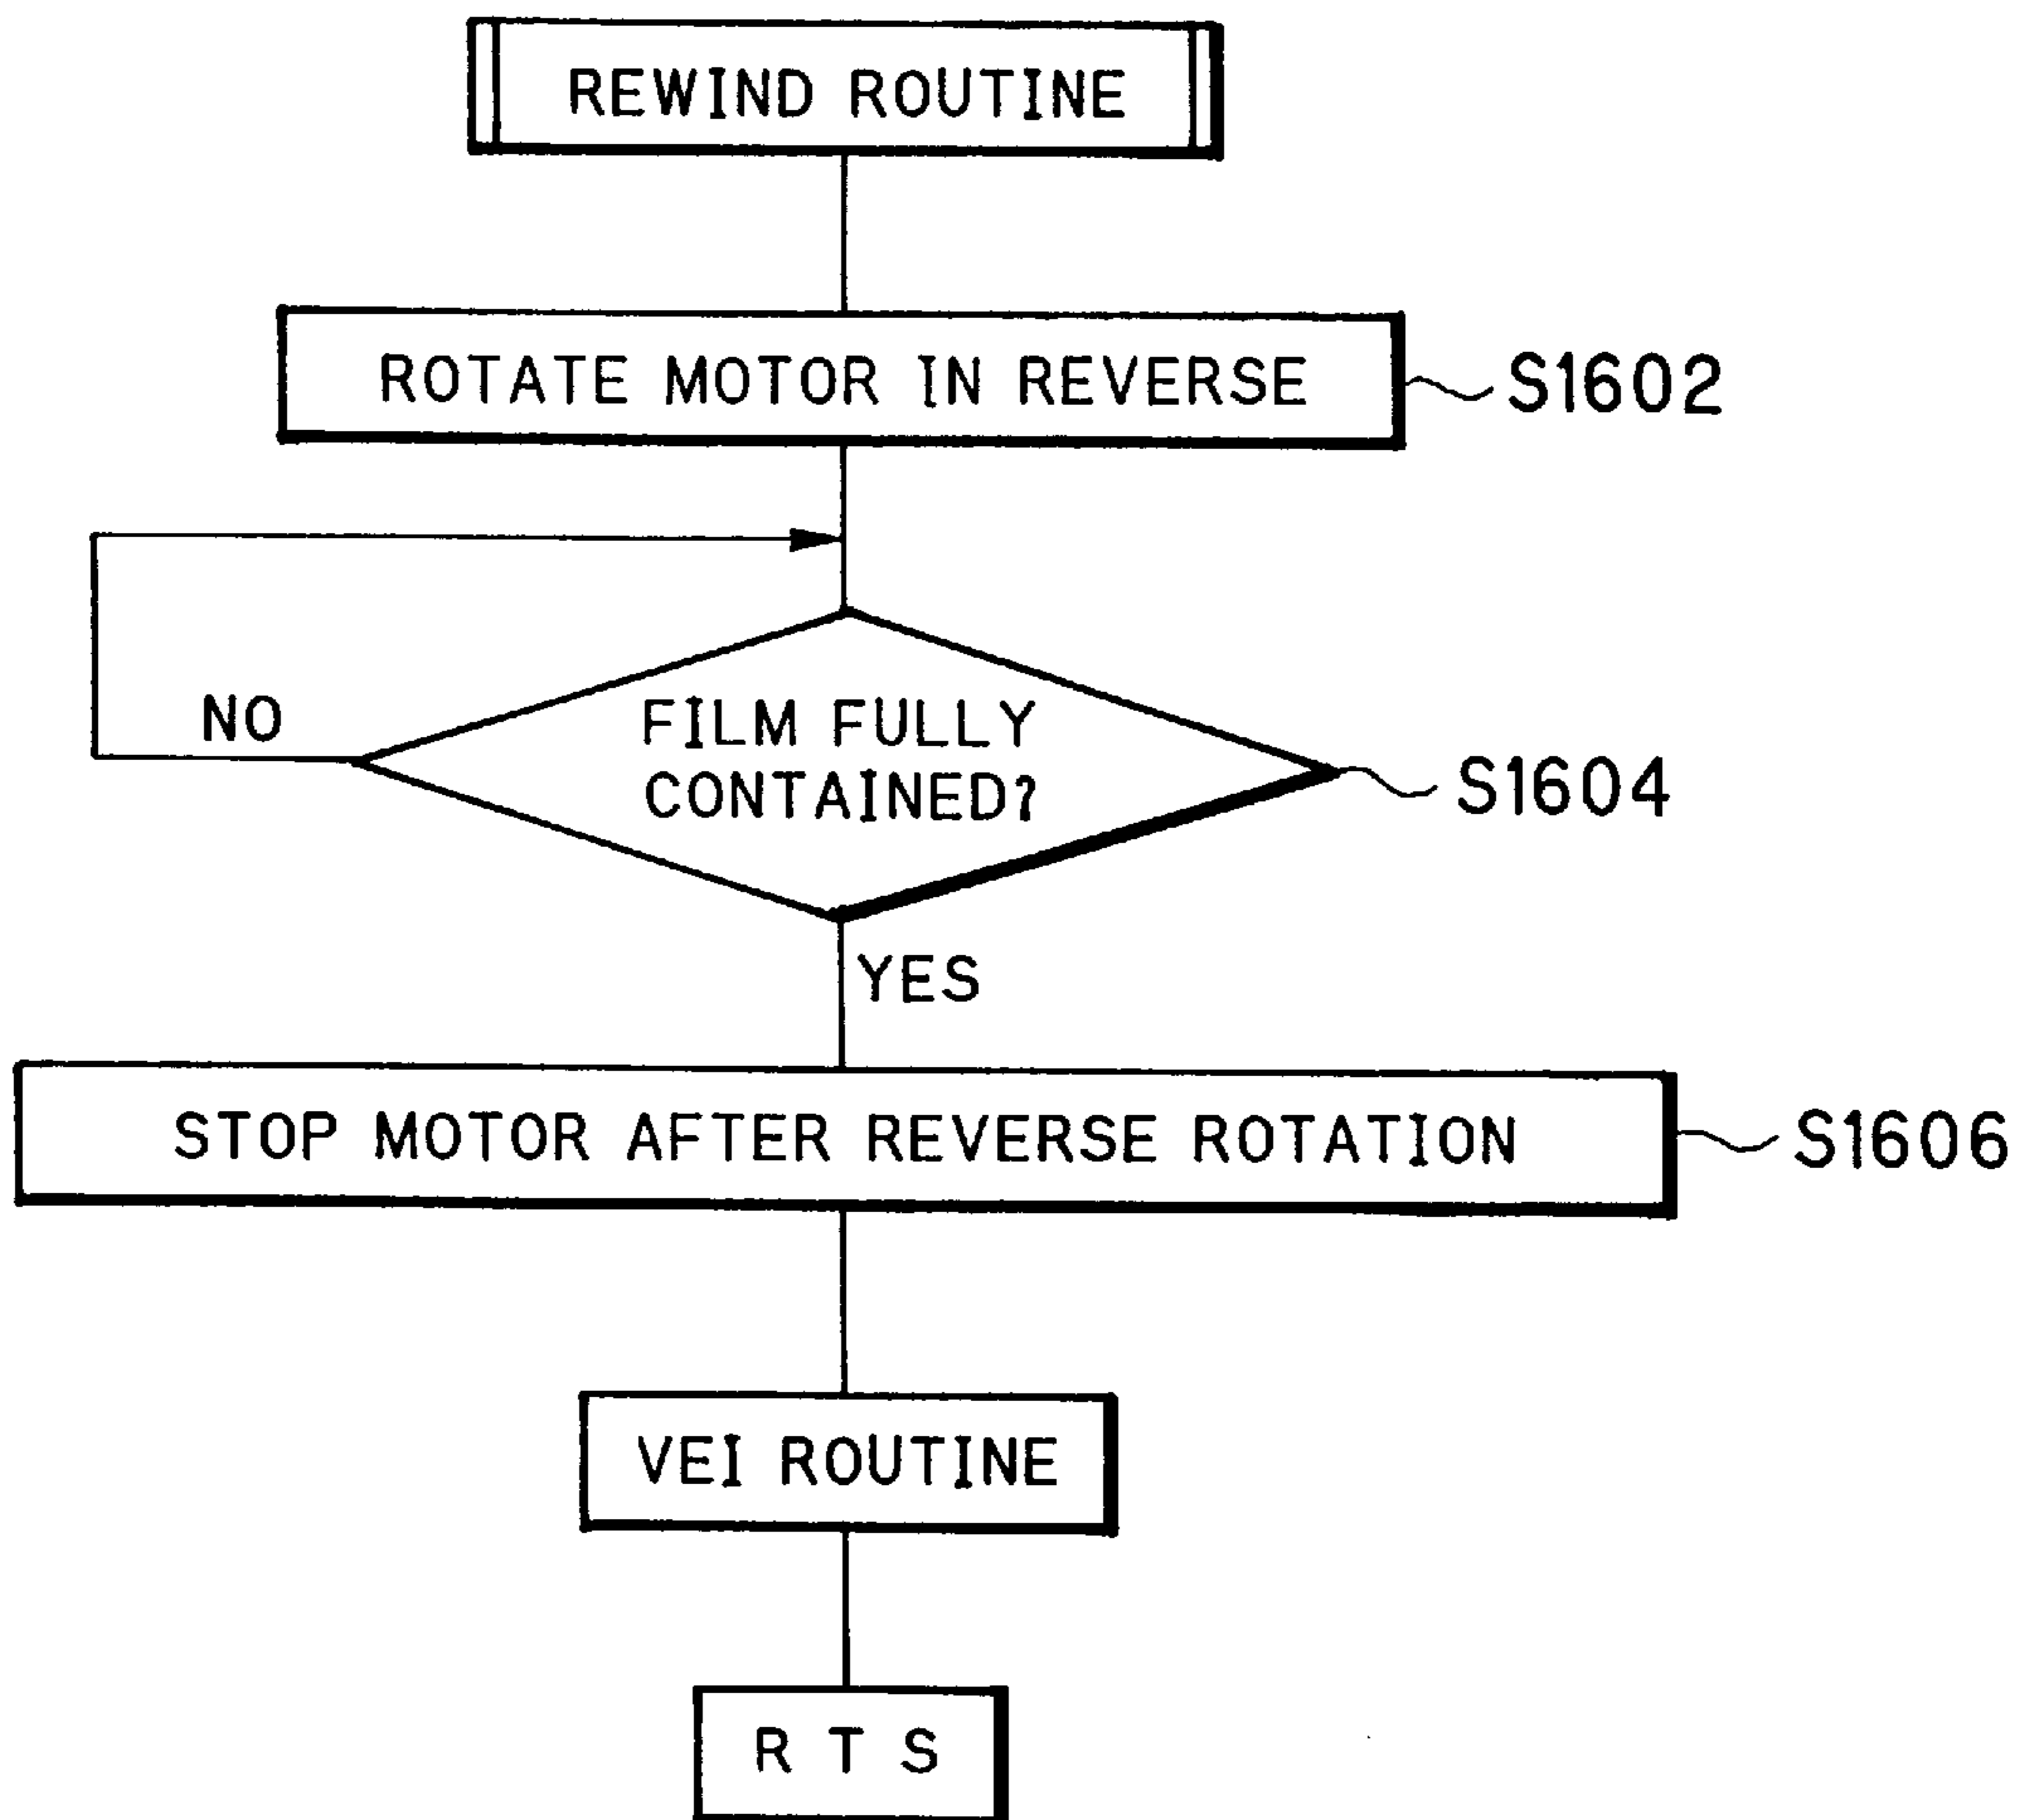 REWIND ROUTINE
ROTATE MOTOR IN REVERSE
S1602
NO
FILM FULLY
CONTAINED?
S1604
YES
STOP MOTOR AFTER REVERSE ROTATION
S1606
VEI ROUTINE
R T S